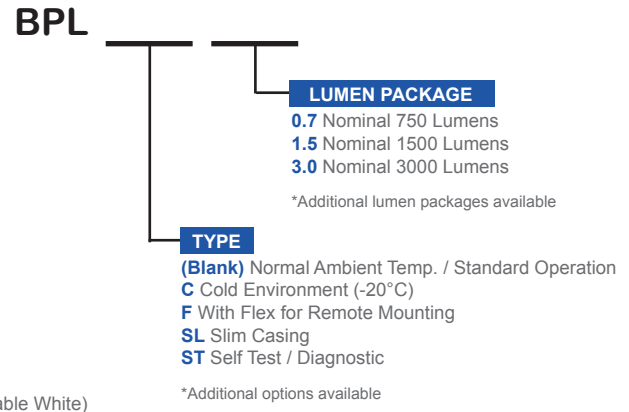 BPL
LUMEN PACKAGE
0.7 Nominal 750 Lumens
1.5 Nominal 1500 Lumens
3.0 Nominal 3000 Lumens
*Additional lumen packages available
TYPE
(Blank) Normal Ambient Temp. / Standard Operation
C Cold Environment (-20°C)
F With Flex for Remote Mounting
SL Slim Casing
ST Self Test / Diagnostic
*Additional options available
White)